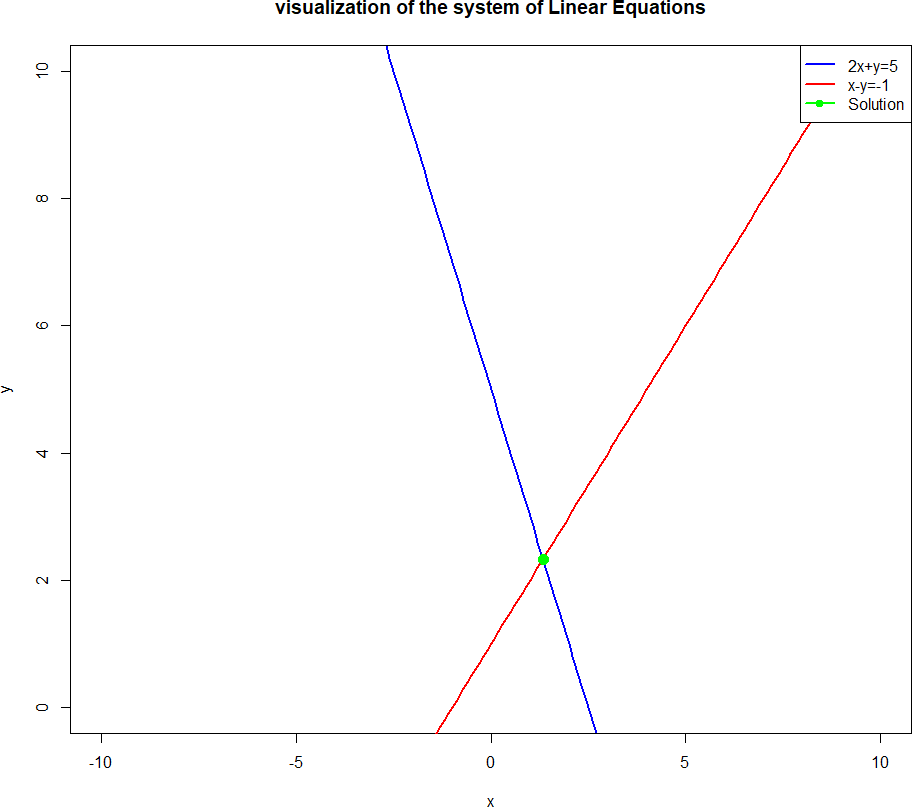 visualization of the system of Linear Equations
2x+y=5
x-y=-1
Solution
10
8
6
4
2
0
y
-10 -5 0 5 10
x